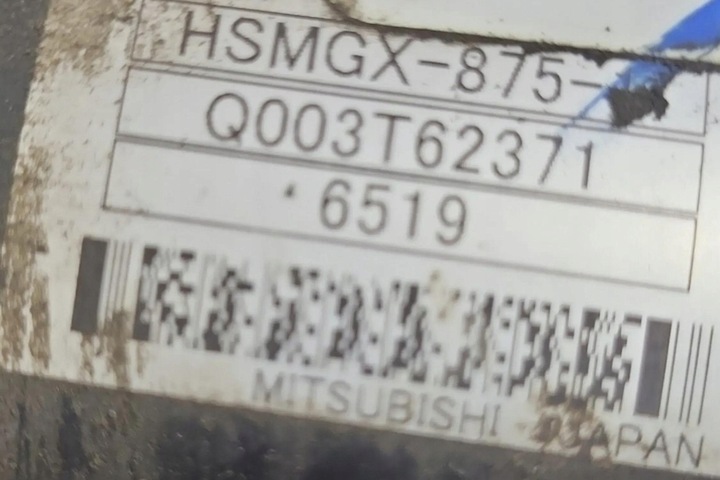 HSMGX-875-
Q003T62371
6519
MITSUBISHI JAPAN